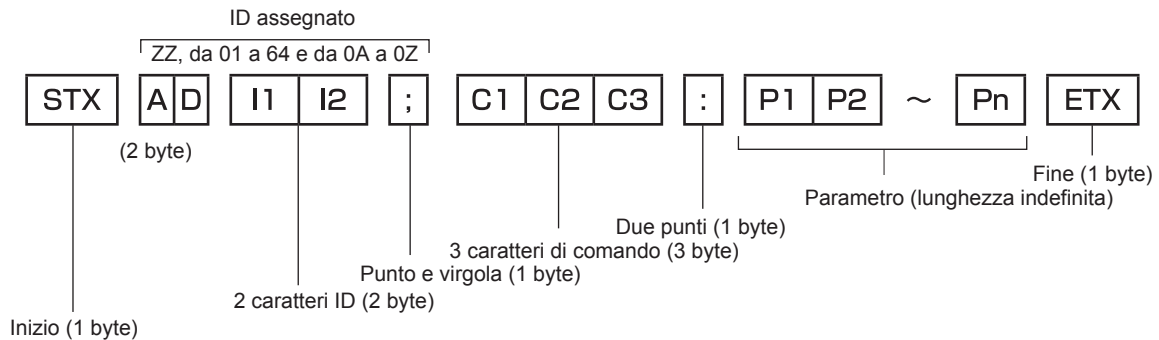 ID assegnato
ZZ, da 01 a 64 e da 0A a 0Z
STX A D I1 I2 ; C1 C2 C3 : P1 P2 ~ Pn ETX
(2 byte)
Fine (1 byte)
Parametro (lunghezza indefinita)
Due punti (1 byte)
3 caratteri di comando (3 byte)
Punto e virgola (1 byte)
2 caratteri ID (2 byte)
Inizio (1 byte)